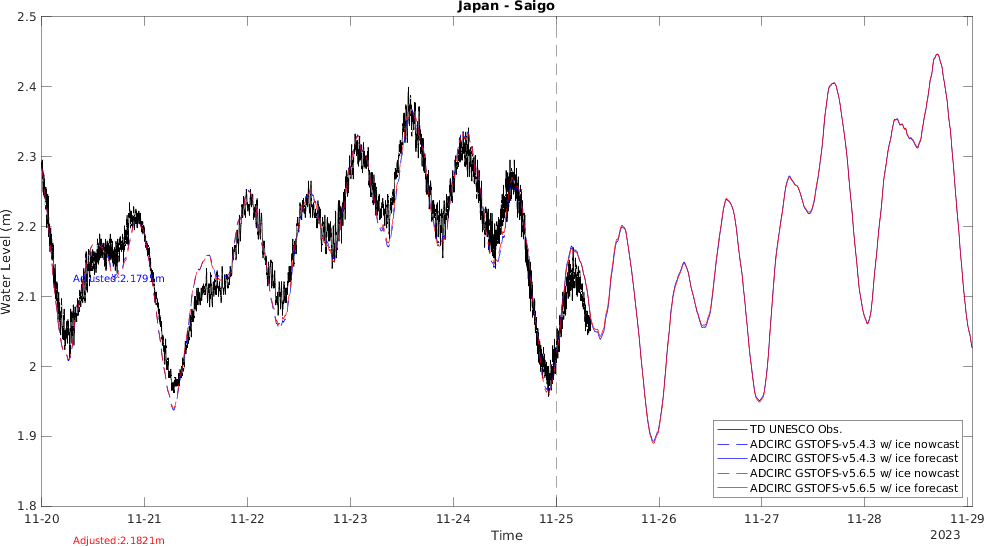 Japan - Saigo
2.5
2.4
2.3
2.2
2.1
2
1.9
1.8
Water Level (m)
Adjusted:2.1791m
TD UNESCO Obs.
ADCIRC GSTOFS-v5.4.3 w/ ice nowcast
ADCIRC GSTOFS-v5.4.3 w/ ice forecast
ADCIRC GSTOFS-v5.6.5 w/ ice nowcast
ADCIRC GSTOFS-v5.6.5 w/ ice forecast
11-20 11-21 11-22 11-23 11-24 11-25 11-26 11-27 11-28 11-29
Time
2023
Adjusted:2.1821m